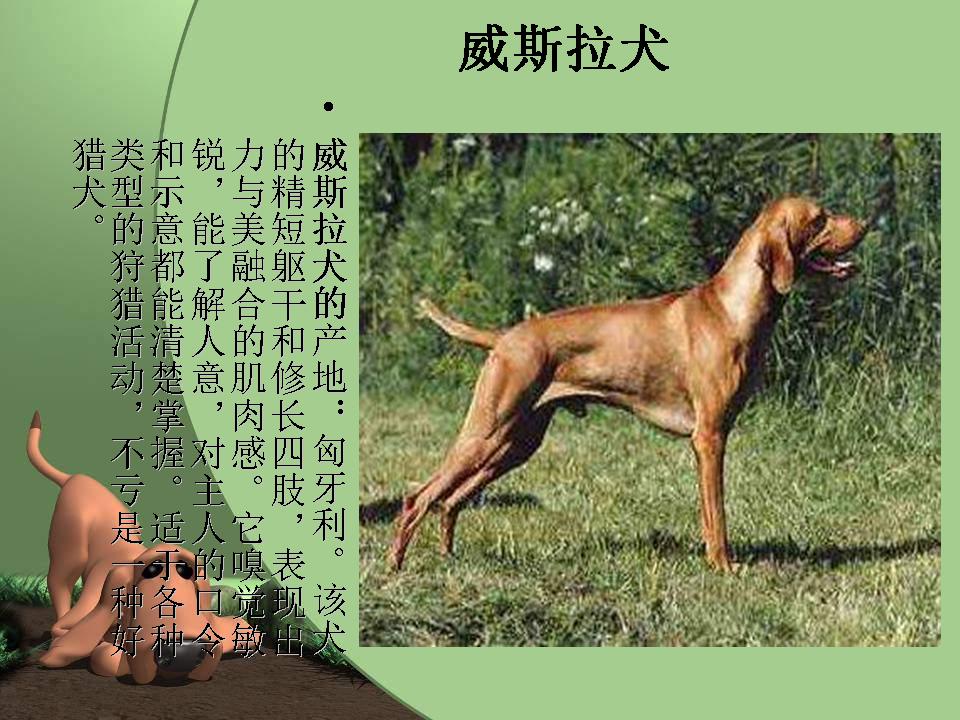 威斯拉犬
• 威斯拉犬的产地：匈牙利。该犬
的精短躯干和修长四肢，表现出
力与美融合的肌肉感。它嗅觉敏
锐，能了解人意，对主人的口令
和示意都能清楚掌握。适于各种
类型的狩猎活动，不亏是一种好
猎犬。